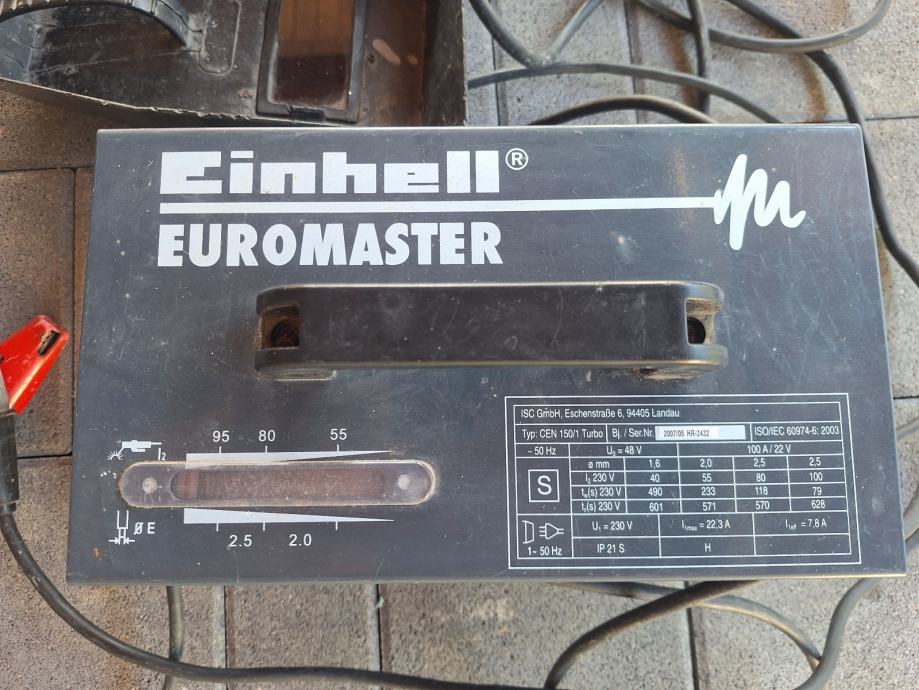 Einhell®
EUROMASTER
I₂ 95 80 55
Ø E
2.5 2.0
ISC GmbH, Eschenstraße 6, 94405 Landau
Typ: CEN 150/1 Turbo Bj. / Ser.Nr. 2007/05 HR-2432 ISO/IEC 60974-6: 2003
~ 50 Hz U₀ = 48 V 100 A / 22 V
S
ø mm 1,6 2,0 2,5 2,5
I₂ 230 V 40 55 80 100
tw(s) 230 V 490 233 118 79
tr(s) 230 V 601 571 570 628
1~ 50 Hz U₁ = 230 V I1max = 22,3 A I1eff = 7,8 A
IP 21 S H